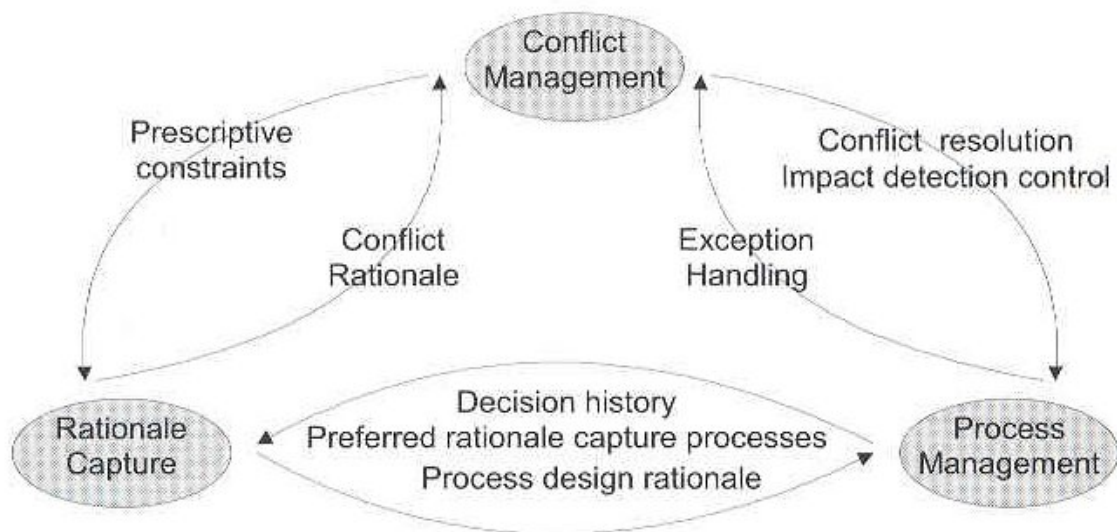 Conflict
Management
Prescriptive
constraints
Conflict resolution
Impact detection control
Conflict
Rationale
Exception
Handling
Decision history
Preferred rationale capture processes
Process design rationale
Rationale
Capture
Process
Management